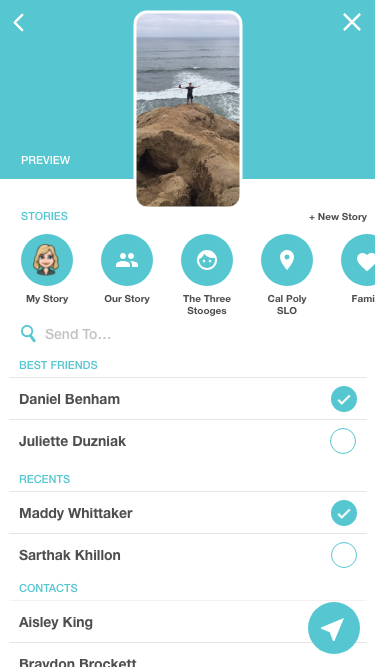 PREVIEW
STORIES
+ New Story
My Story
Our Story
The Three
Stooges
Cal Poly
SLO
Fami
Send To...
BEST FRIENDS
Daniel Benham
Juliette Duzniak
RECENTS
Maddy Whittaker
Sarthak Khillon
CONTACTS
Aisley King
Braydon Brockett